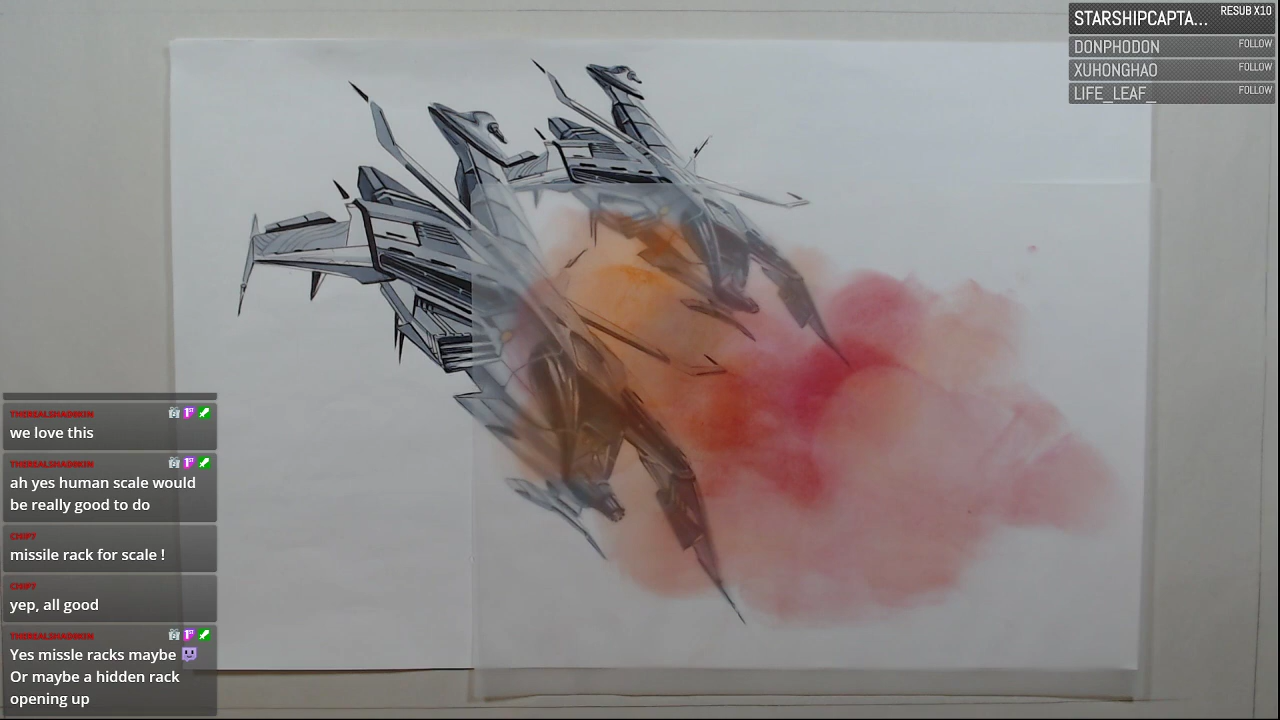 STARSHIPCAPTA... RESUB X10
DONPHODON FOLLOW
XUHONGHAO FOLLOW
LIFE_LEAF_ FOLLOW
we love this
ah yes human scale would
be really good to do
CHIP7
missile rack for scale !
CHIP7
yep, all good
Yes missle racks maybe
Or maybe a hidden rack
opening up